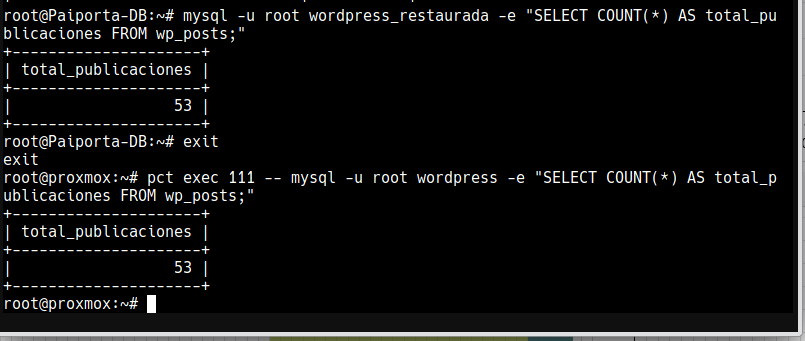 root@Paiporta-DB:~# mysql -u root wordpress_restaurada -e "SELECT COUNT(*) AS total_pu
blicaciones FROM wp_posts;"
+---------------------+
| total_publicaciones |
+---------------------+
|                  53 |
+---------------------+
root@Paiporta-DB:~# exit
exit
root@proxmox:~# pct exec 111 -- mysql -u root wordpress -e "SELECT COUNT(*) AS total_p
ublicaciones FROM wp_posts;"
+---------------------+
| total_publicaciones |
+---------------------+
|                  53 |
+---------------------+
root@proxmox:~#